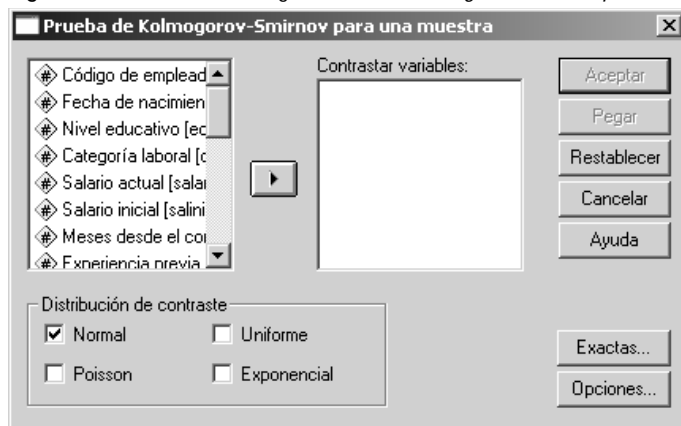 Prueba de Kolmogorov-Smirnov para una muestra
Código de emplead
Fecha de nacimien
Nivel educativo [ec
Categoría laboral [c
Salario actual [salar
Salario inicial [salini
Meses desde el con
Experiencia previa
Contrastar variables:
Aceptar
Pegar
Restablecer
Cancelar
Ayuda
Distribución de contraste
Normal
Uniforme
Poisson
Exponencial
Exactas...
Opciones...